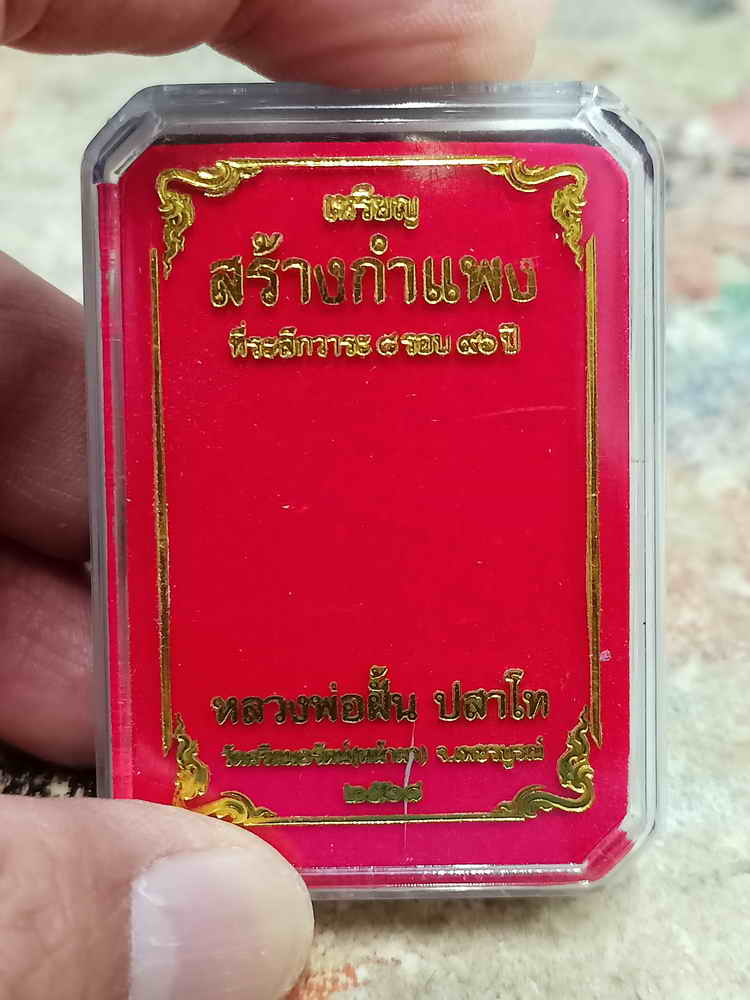 เหรียญ
สร้างกำแพง
ที่ระลึกวาระ ๘ รอบ ๙๖ ปี
หลวงพ่อฝั้น ปสาโท
จ.เพชรบูรณ์